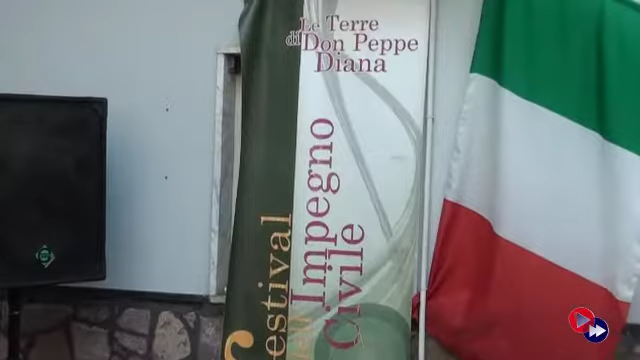 Le Terre
di Don Peppe
Diana
Festival
dell'
Impegno
Civile